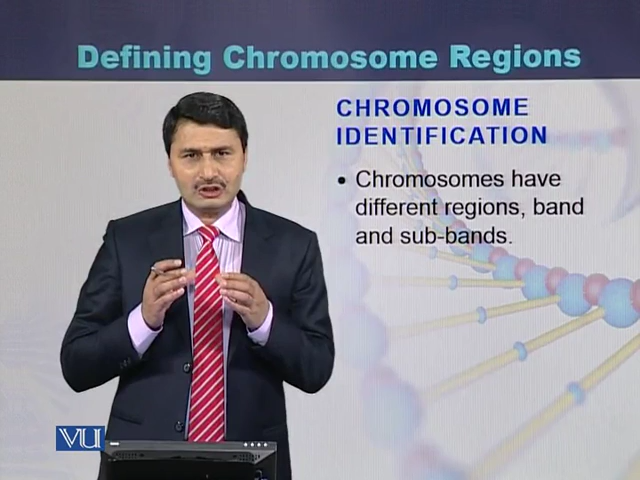 Defining Chromosome Regions
CHROMOSOME
IDENTIFICATION
• Chromosomes have
different regions, band
and sub-bands.
VU